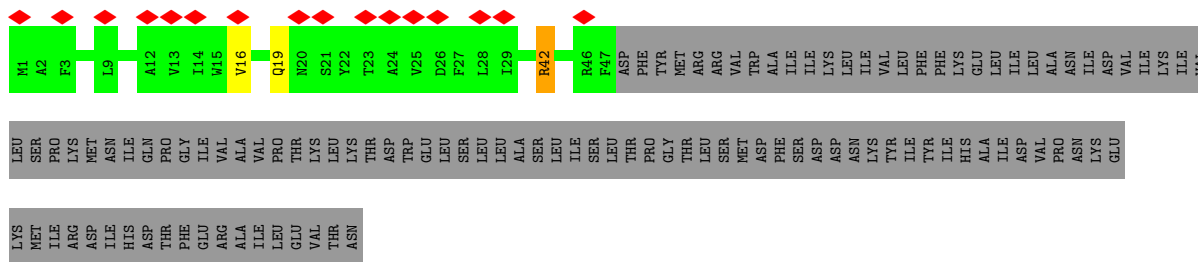 M1 A2 F3 L9 A12 V13 I14 W15 V16 Q19 N20 S21 Y22 T23 A24 V25 D26 F27 L28 I29 R42 R46 F47 ASP PHE TYR MET ARG ARG VAL TRP ALA ILE ILE LYS LEU ILE VAL LEU PHE PHE LYS GLU LEU ILE LEU ALA ASN ILE ASP VAL ILE LYS ILE VAL
LEU SER PRO LYS MET ASN ILE GLN PRO GLY ILE VAL ALA VAL PRO THR LYS LEU LYS THR ASP TRP GLU LEU SER LEU LEU ALA SER LEU ILE SER LEU THR PRO GLY THR LEU SER MET ASP PHE SER ASP ASP ASN LYS TYR ILE TYR ILE HIS ALA ILE ASP VAL PRO ASN LYS GLU
LYS MET ILE ARG ASP ILE HIS ASP THR PHE GLU ARG ALA ILE LEU GLU VAL THR ASN